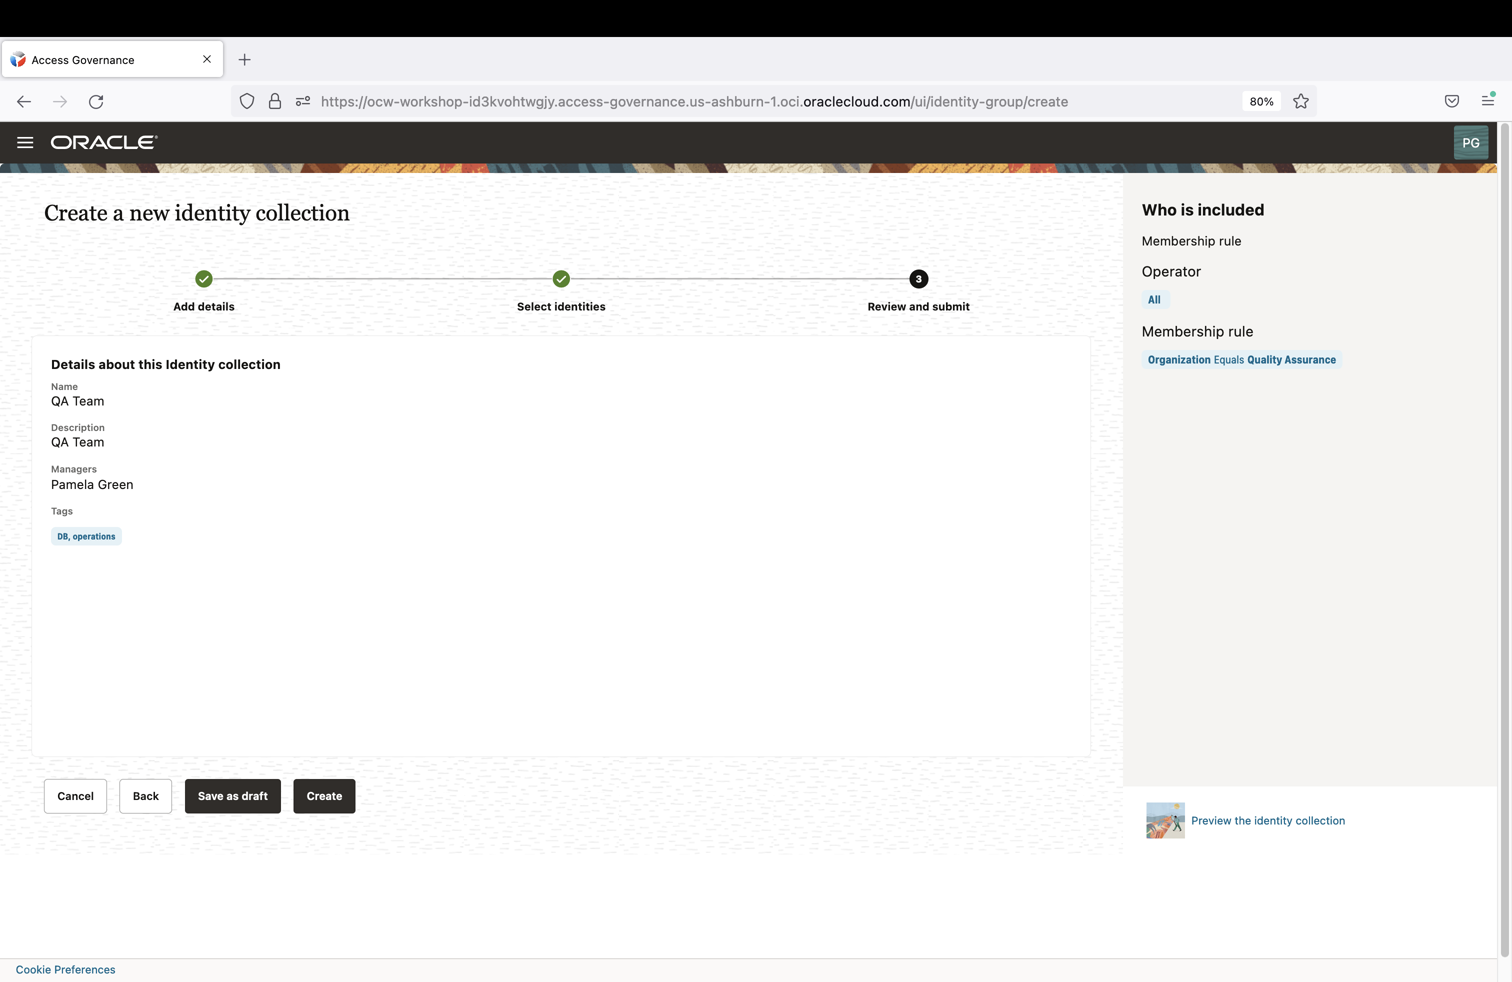 Access Governance
https://ocw-workshop-id3kvohtwgjy.access-governance.us-ashburn-1.oci.oraclecloud.com/ui/identity-group/create
80%
ORACLE
PG
Create a new identity collection
3
Add details
Select identities
Review and submit
Details about this Identity collection
Name
QA Team
Description
QA Team
Managers
Pamela Green
Tags
DB, operations
Cancel
Back
Save as draft
Create
Who is included
Membership rule
Operator
All
Membership rule
Organization Equals Quality Assurance
Preview the identity collection
Cookie Preferences